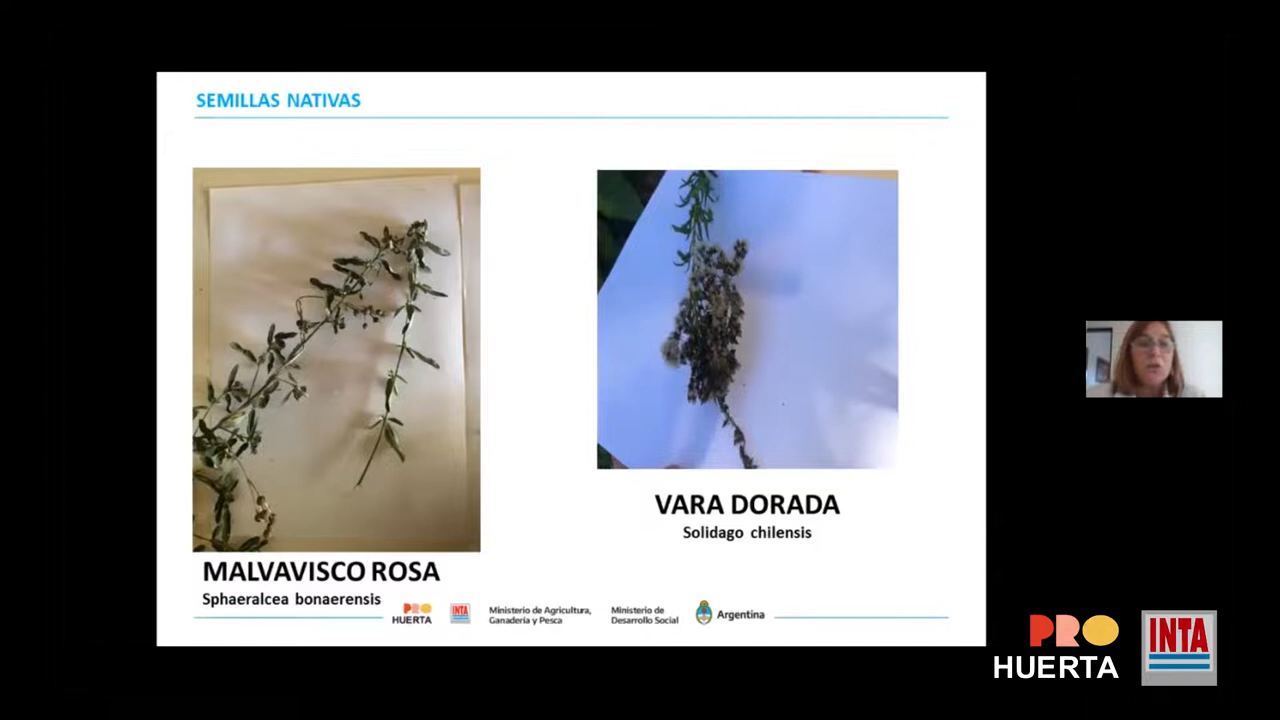 SEMILLAS NATIVAS
MALVAVISCO ROSA
Sphaeralcea bonaerensis
VARA DORADA
Solidago chilensis
PRO
HUERTA
INTA
Ministerio de Agricultura,
Ganadería y Pesca
Ministerio de
Desarrollo Social
Argentina
PRO
HUERTA
INTA